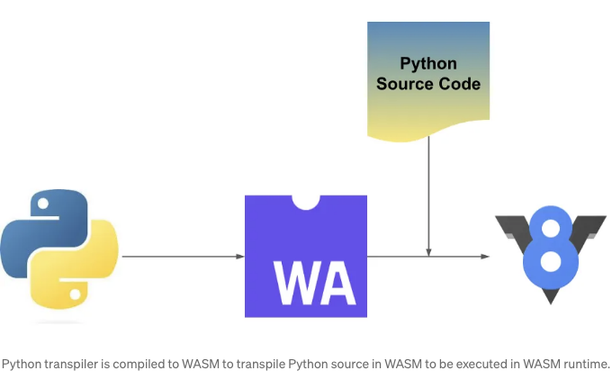 Python
Source Code
WA
8
Python transpiler is compiled to WASM to transpile Python source in WASM to be executed in WASM runtime.